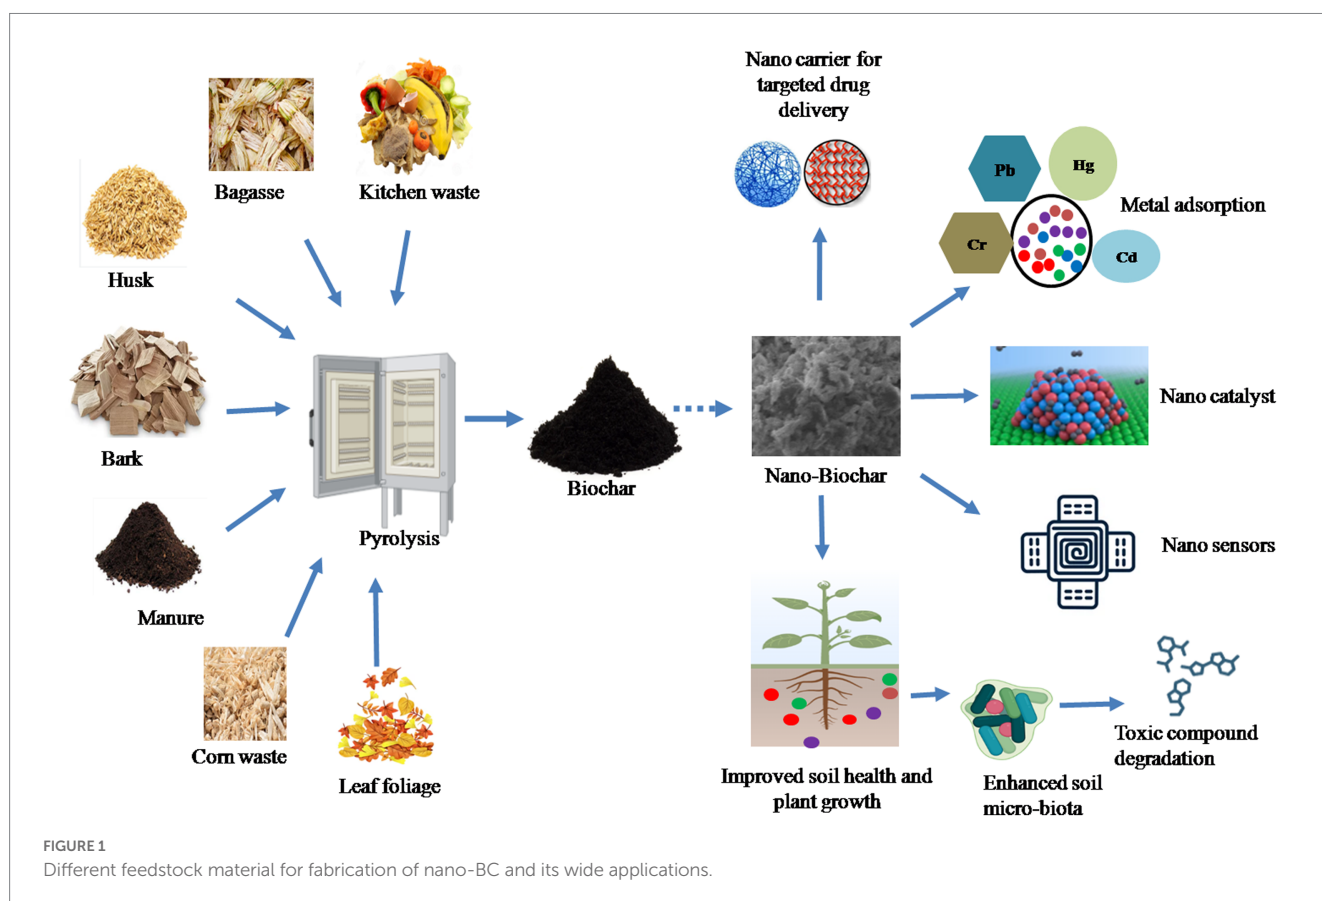 Nano carrier for
targeted drug
delivery
Bagasse
Kitchen waste
Pb
Hg
Metal adsorption
Cr
Cd
Husk
Nano catalyst
Bark
Biochar
Nano-Biochar
Pyrolysis
Nano sensors
Manure
Corn waste
Leaf foliage
Improved soil health and
plant growth
Enhanced soil
micro-biota
Toxic compound
degradation
FIGURE 1
Different feedstock material for fabrication of nano-BC and its wide applications.